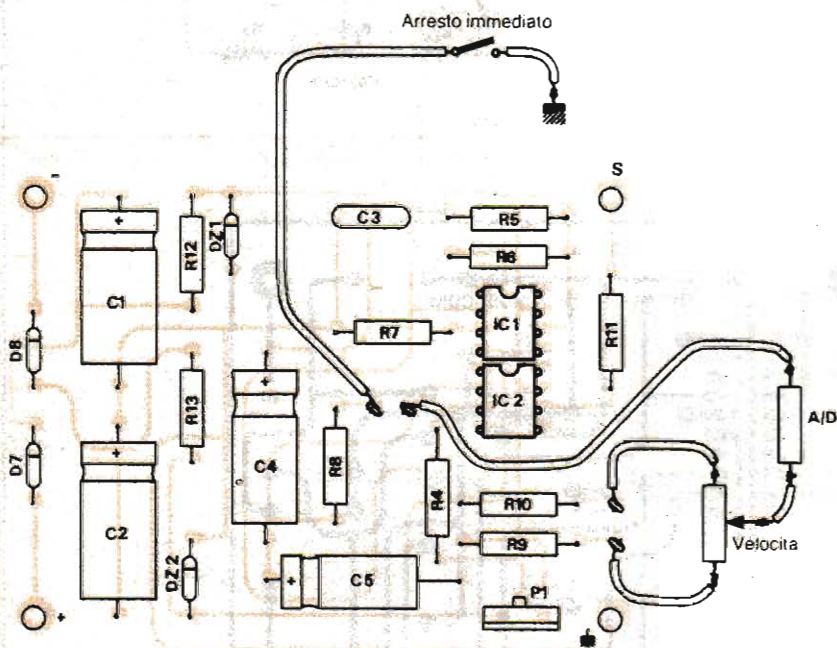 Arresto immediato
-
S
C3
R5
R12
DZ1
R6
C1
IC1
R11
R7
D8
IC2
R13
A/D
C4
R8
R4
D7
R10
C2
Velocita
R9
DZ2
C5
P1
+
+
+
+
+